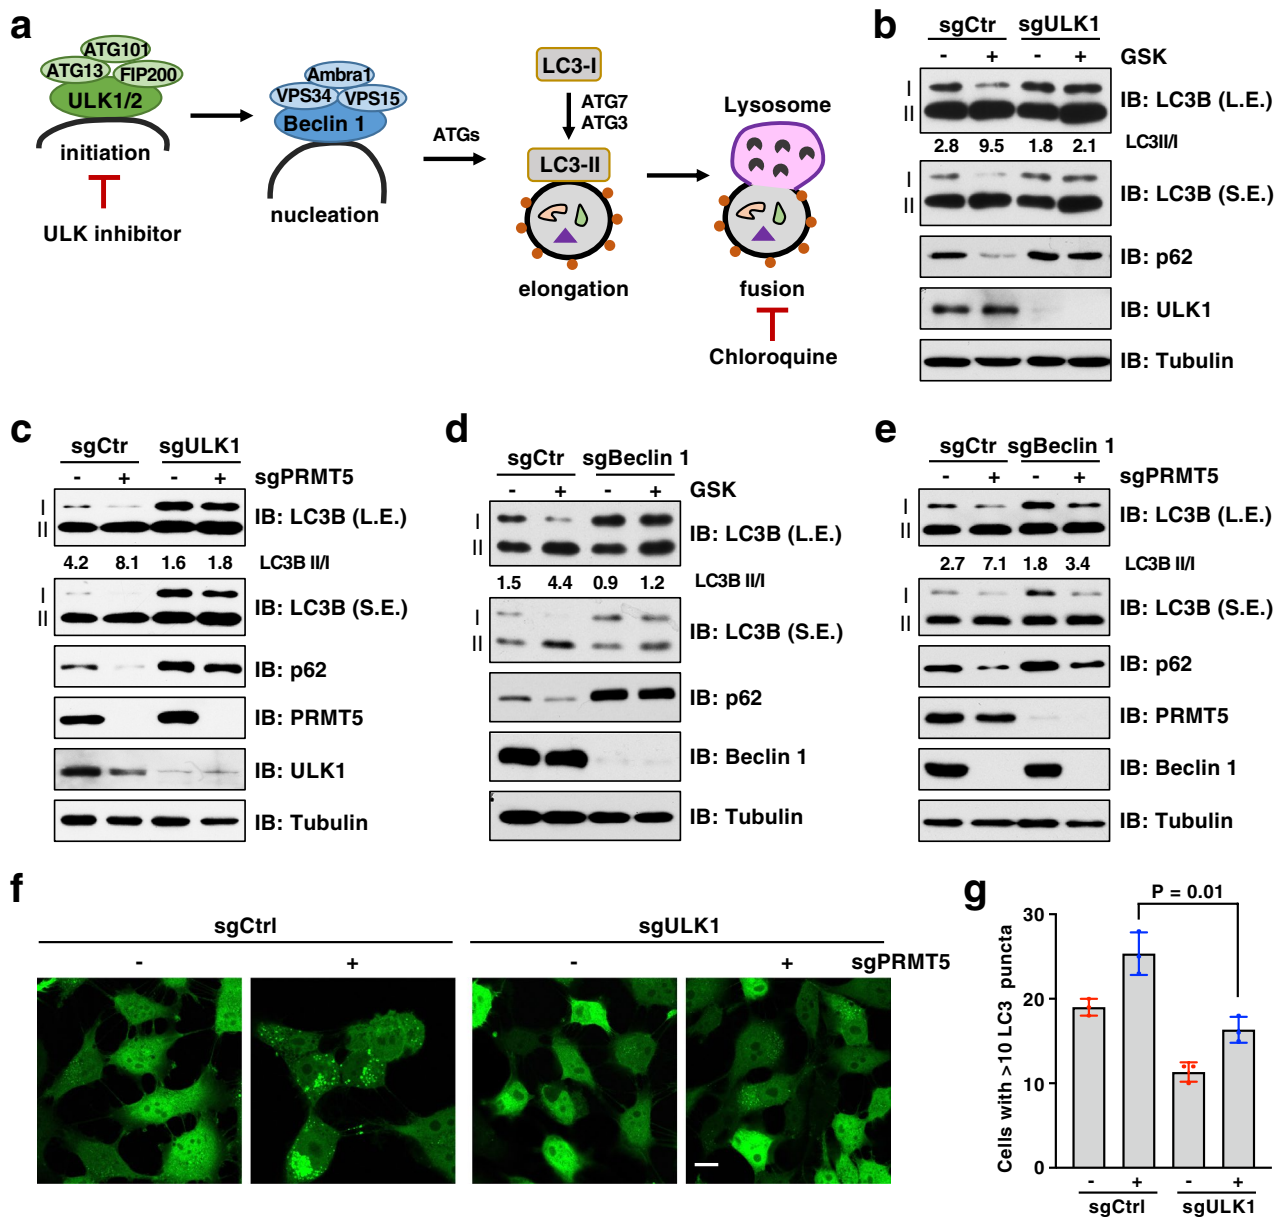 a
ATG101
ATG13 FIP200
ULK1/2
initiation
ULK inhibitor
Ambra1
VPS34 VPS15
Beclin 1
nucleation
ATGs
LC3-I
ATG7
ATG3
LC3-II
elongation
Lysosome
fusion
Chloroquine
b
sgCtr sgULK1
- + - + GSK
I
II
IB: LC3B (L.E.)
2.8 9.5 1.8 2.1 LC3II/I
I
II
IB: LC3B (S.E.)
IB: p62
IB: ULK1
IB: Tubulin
c
sgCtr sgULK1
- + - + sgPRMT5
I
II
IB: LC3B (L.E.)
4.2 8.1 1.6 1.8 LC3B II/I
I
II
IB: LC3B (S.E.)
IB: p62
IB: PRMT5
IB: ULK1
IB: Tubulin
d
sgCtr sgBeclin 1
- + - + GSK
I
II
IB: LC3B (L.E.)
1.5 4.4 0.9 1.2 LC3B II/I
I
II
IB: LC3B (S.E.)
IB: p62
IB: Beclin 1
IB: Tubulin
e
sgCtr sgBeclin 1
- + - + sgPRMT5
I
II
IB: LC3B (L.E.)
2.7 7.1 1.8 3.4 LC3B II/I
I
II
IB: LC3B (S.E.)
IB: p62
IB: PRMT5
IB: Beclin 1
IB: Tubulin
f
sgCtrl sgULK1
- + - + sgPRMT5
g
P = 0.01
Cells with >10 LC3 puncta
30
20
10
0
- + - +
sgCtrl sgULK1